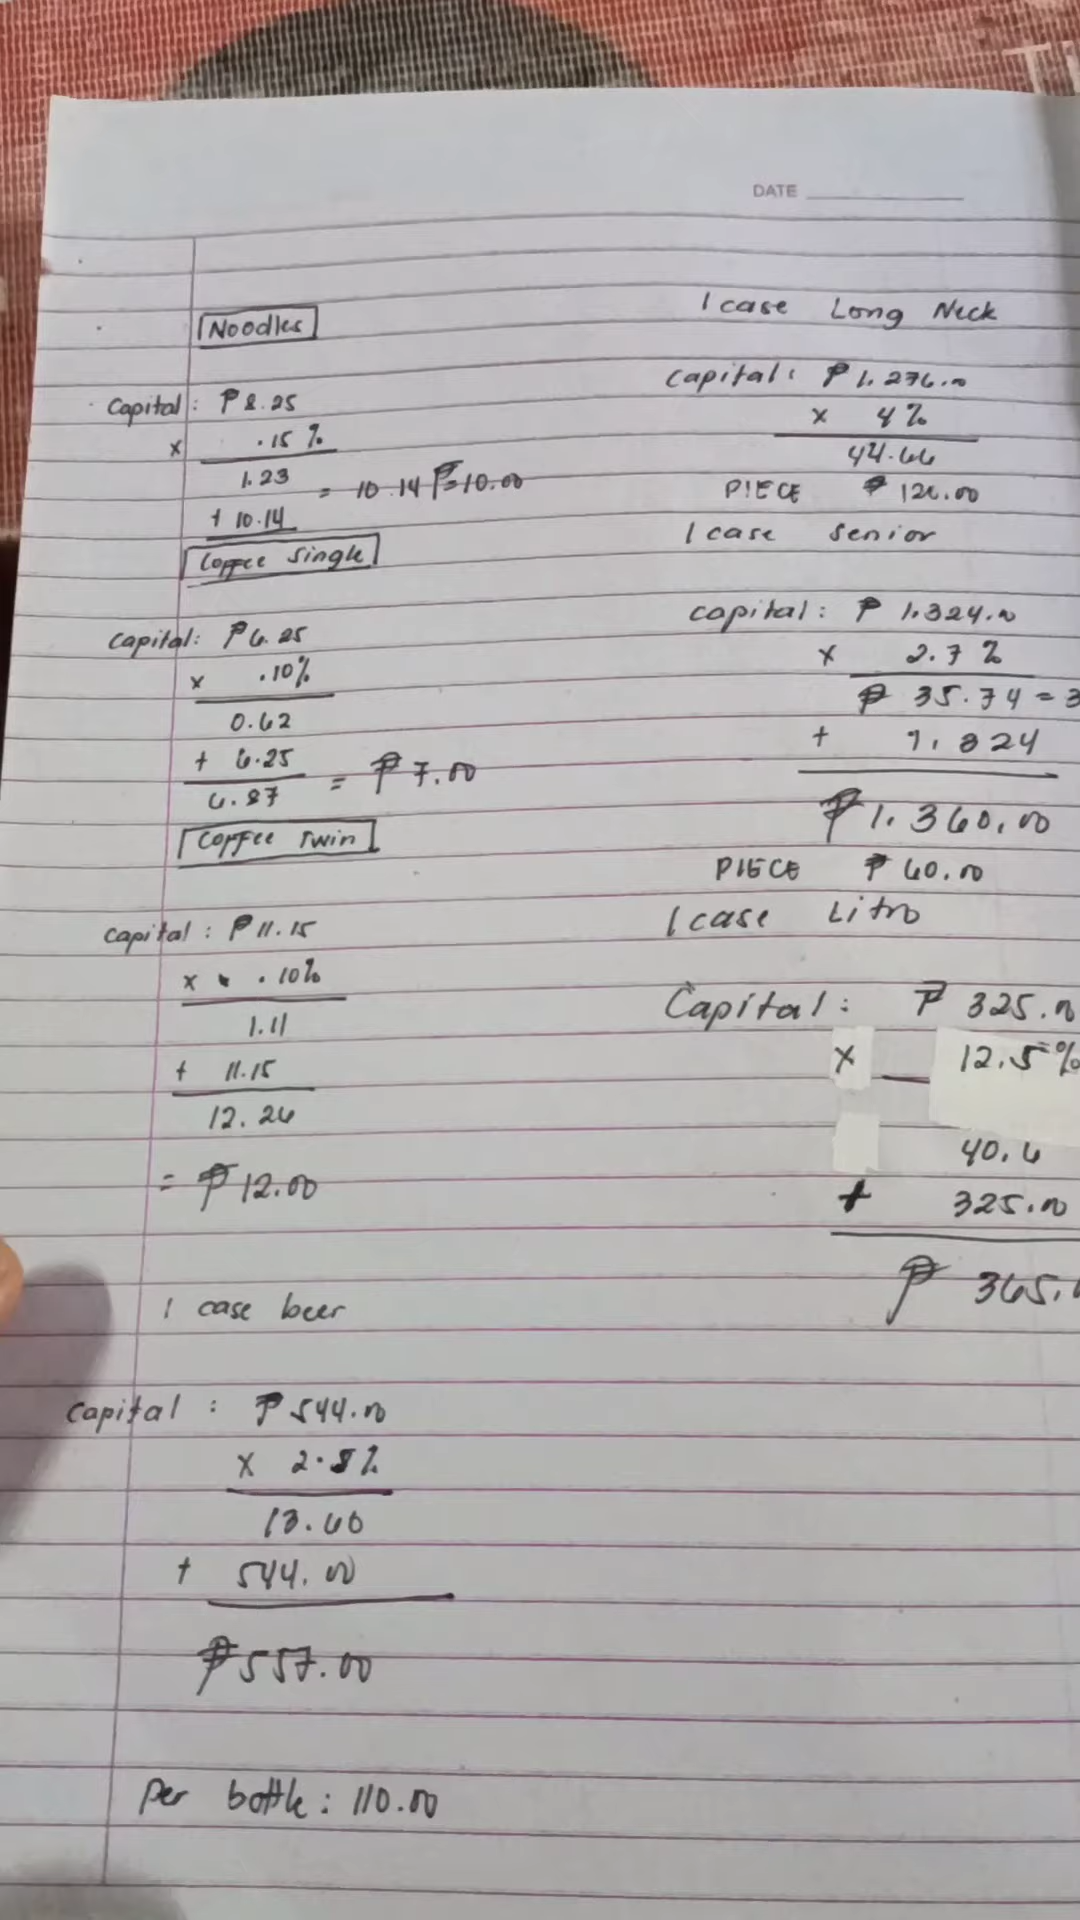 DATE
Noodles
Capital: ₱8.25
x .15%
1.23
= 10.14 ₱=10.00
+ 10.14
Coffee Single
Capital: ₱6.25
x .10%
0.62
+ 6.25
6.87 = ₱7.00
Coffee Twin
Capital: ₱11.15
x .10%
1.11
+ 11.15
12.26
= ₱12.00
1 case beer
Capital: ₱544.00
x 2.5%
13.60
+ 544.00
₱557.00
Per bottle: 110.00
1 case Long Neck
Capital: ₱1,276.00
x 4%
44.66
PIECE ₱120.00
1 case Senior
Capital: ₱1,324.00
x 2.7%
₱35.74 = 3
+ 1,324
₱1,360.00
PIECE ₱60.00
1 case Litro
Capital: ₱325.00
x 12.5%
40.6
+ 325.00
₱365.